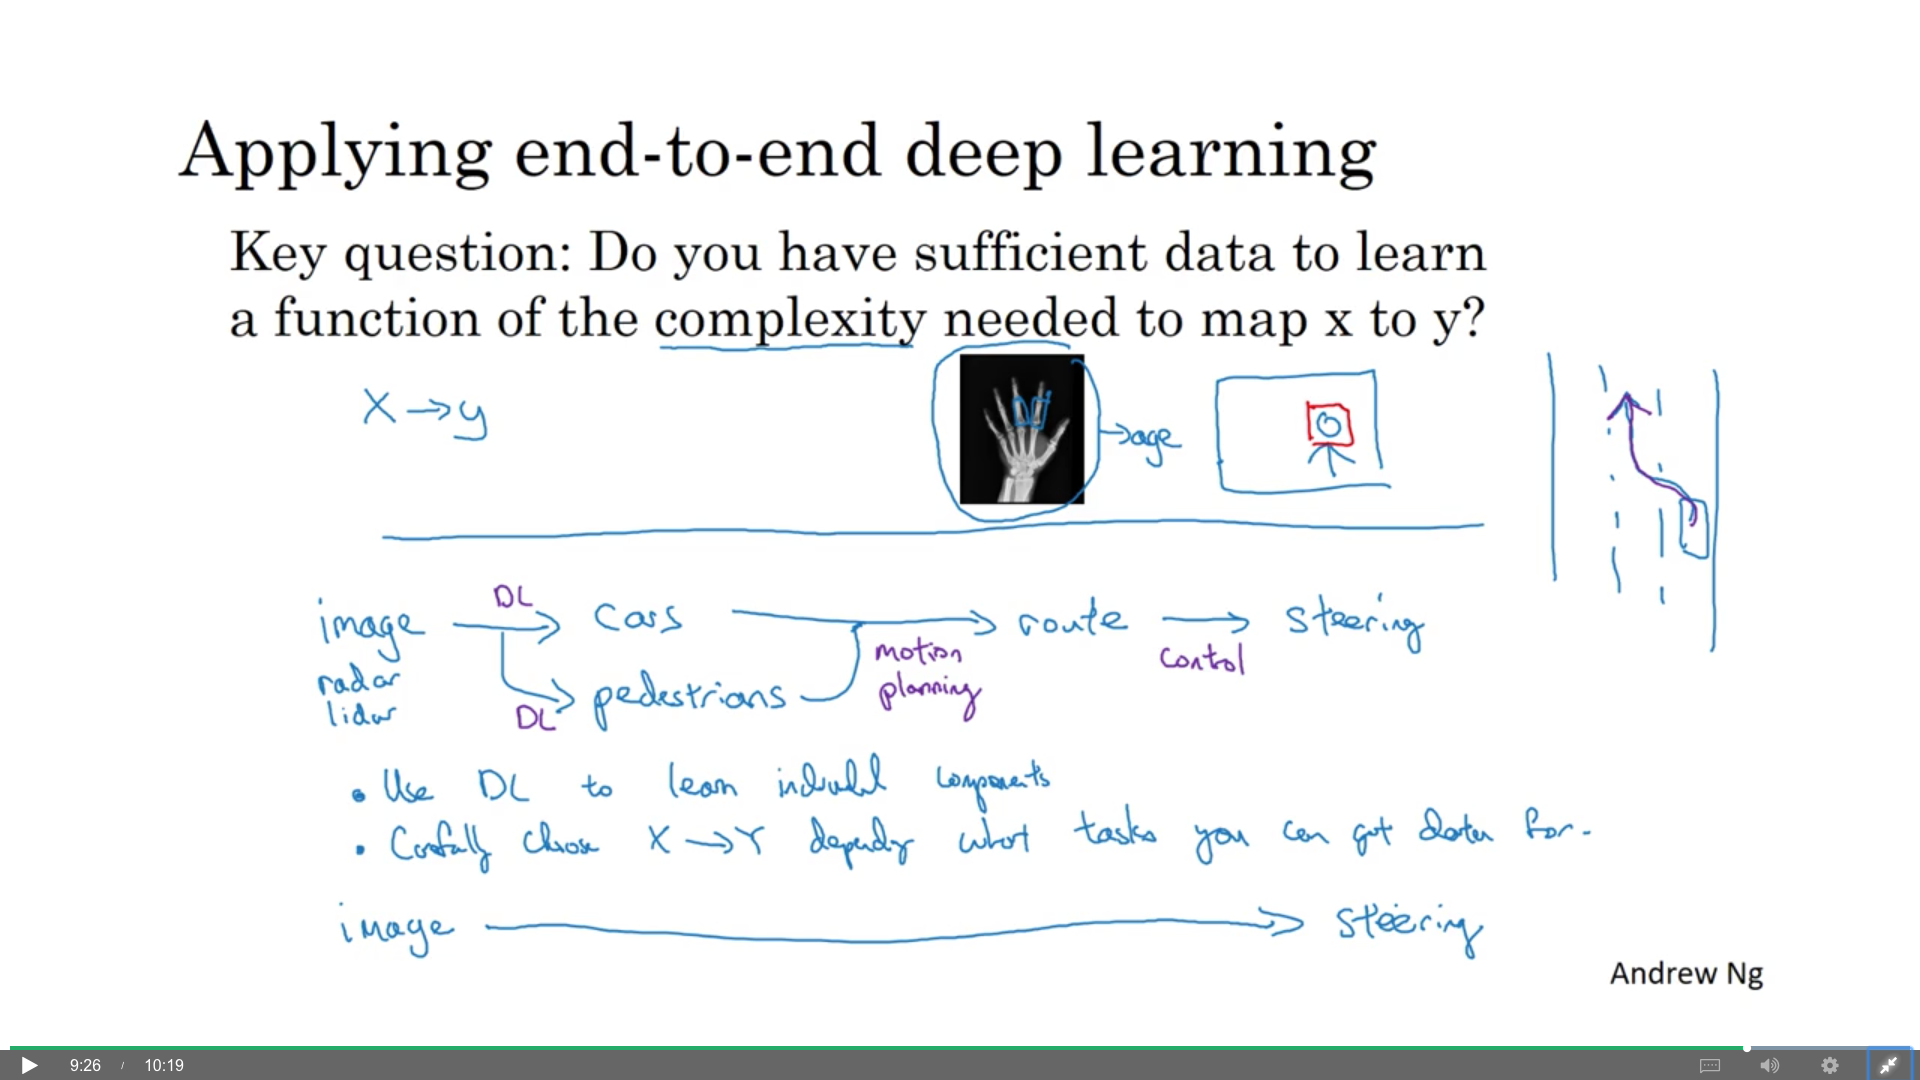 Applying end-to-end deep learning
Key question: Do you have sufficient data to learn
a function of the complexity needed to map x to y?
X → y
→ age
image DL → cars → route → steering
radar
lidar
DL → pedestrians
motion
planning
control
• Use DL to learn individual components
• Carefully choose X → Y depending what tasks you can get data for.
image → steering
Andrew Ng
9:26 / 10:19